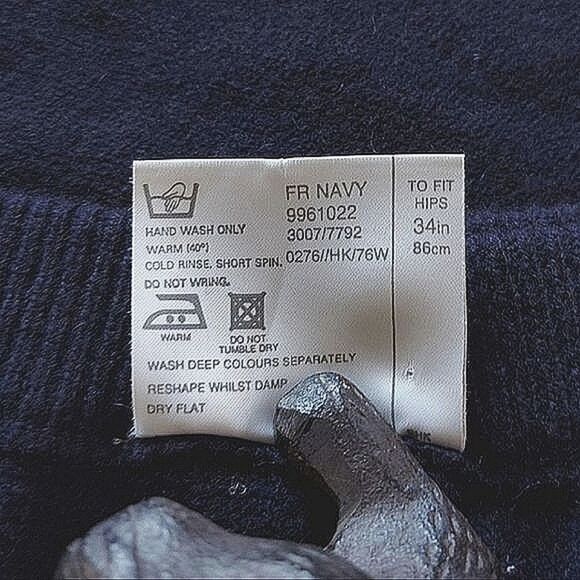 HAND WASH ONLY
WARM (40º)
COLD RINSE, SHORT SPIN,
DO NOT WRING.
WARM
DO NOT
TUMBLE DRY
WASH DEEP COLOURS SEPARATELY
RESHAPE WHILST DAMP
DRY FLAT
FR NAVY
9961022
3007/7792
0276//HK/76W
TO FIT
HIPS
34in
86cm